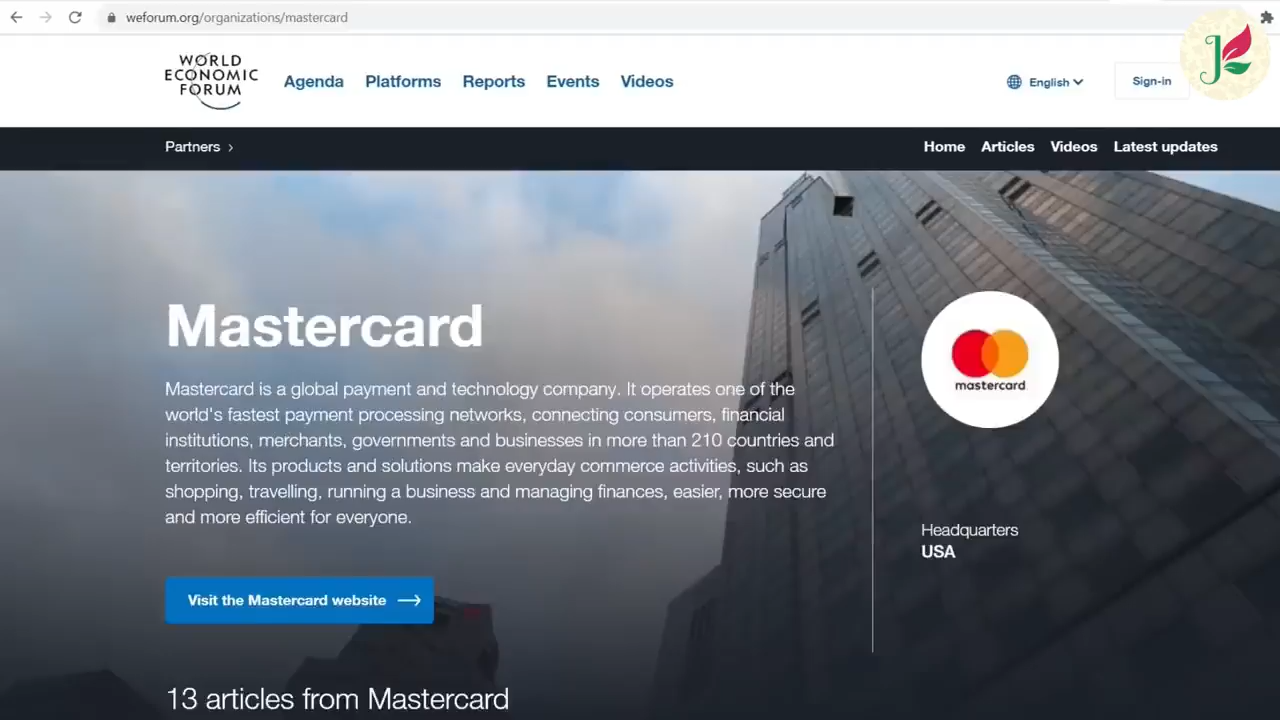 weforum.org/organizations/mastercard
WORLD
ECONOMIC
FORUM
Agenda Platforms Reports Events Videos
English
Sign-in
Partners
Home Articles Videos Latest updates
Mastercard
Mastercard is a global payment and technology company. It operates one of the
world's fastest payment processing networks, connecting consumers, financial
institutions, merchants, governments and businesses in more than 210 countries and
territories. Its products and solutions make everyday commerce activities, such as
shopping, travelling, running a business and managing finances, easier, more secure
and more efficient for everyone.
mastercard
Headquarters
USA
Visit the Mastercard website
13 articles from Mastercard